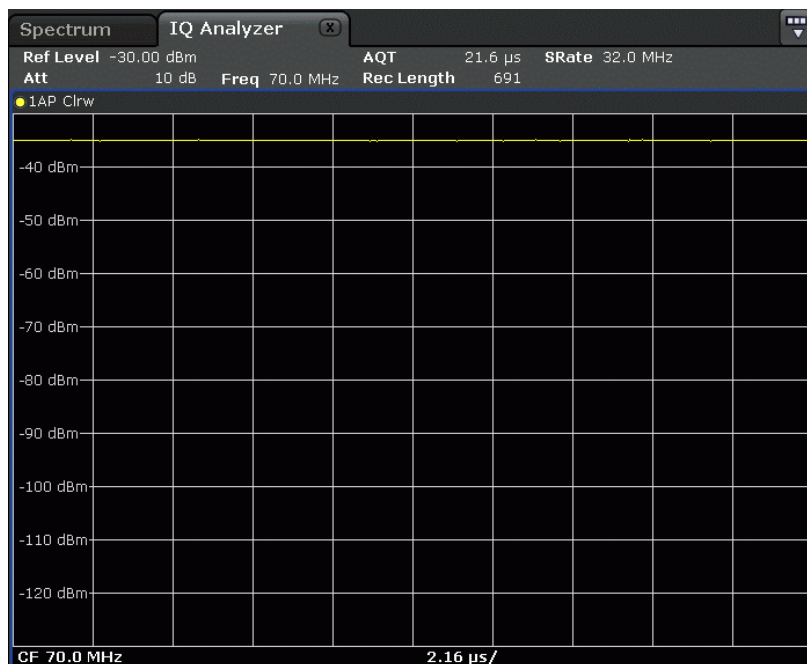 Spectrum IQ Analyzer X
Ref Level -30.00 dBm AQT 21.6 µs SRate 32.0 MHz
Att 10 dB Freq 70.0 MHz Rec Length 691
1AP Clrw
-40 dBm
-50 dBm
-60 dBm
-70 dBm
-80 dBm
-90 dBm
-100 dBm
-110 dBm
-120 dBm
CF 70.0 MHz 2.16 µs/